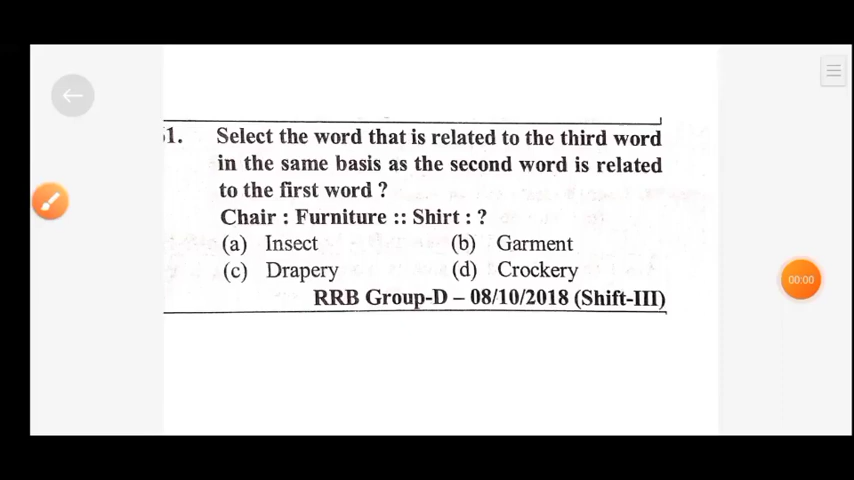 1. Select the word that is related to the third word
in the same basis as the second word is related
to the first word ?
Chair : Furniture :: Shirt : ?
(a) Insect (b) Garment
(c) Drapery (d) Crockery
RRB Group-D – 08/10/2018 (Shift-III)
00:00